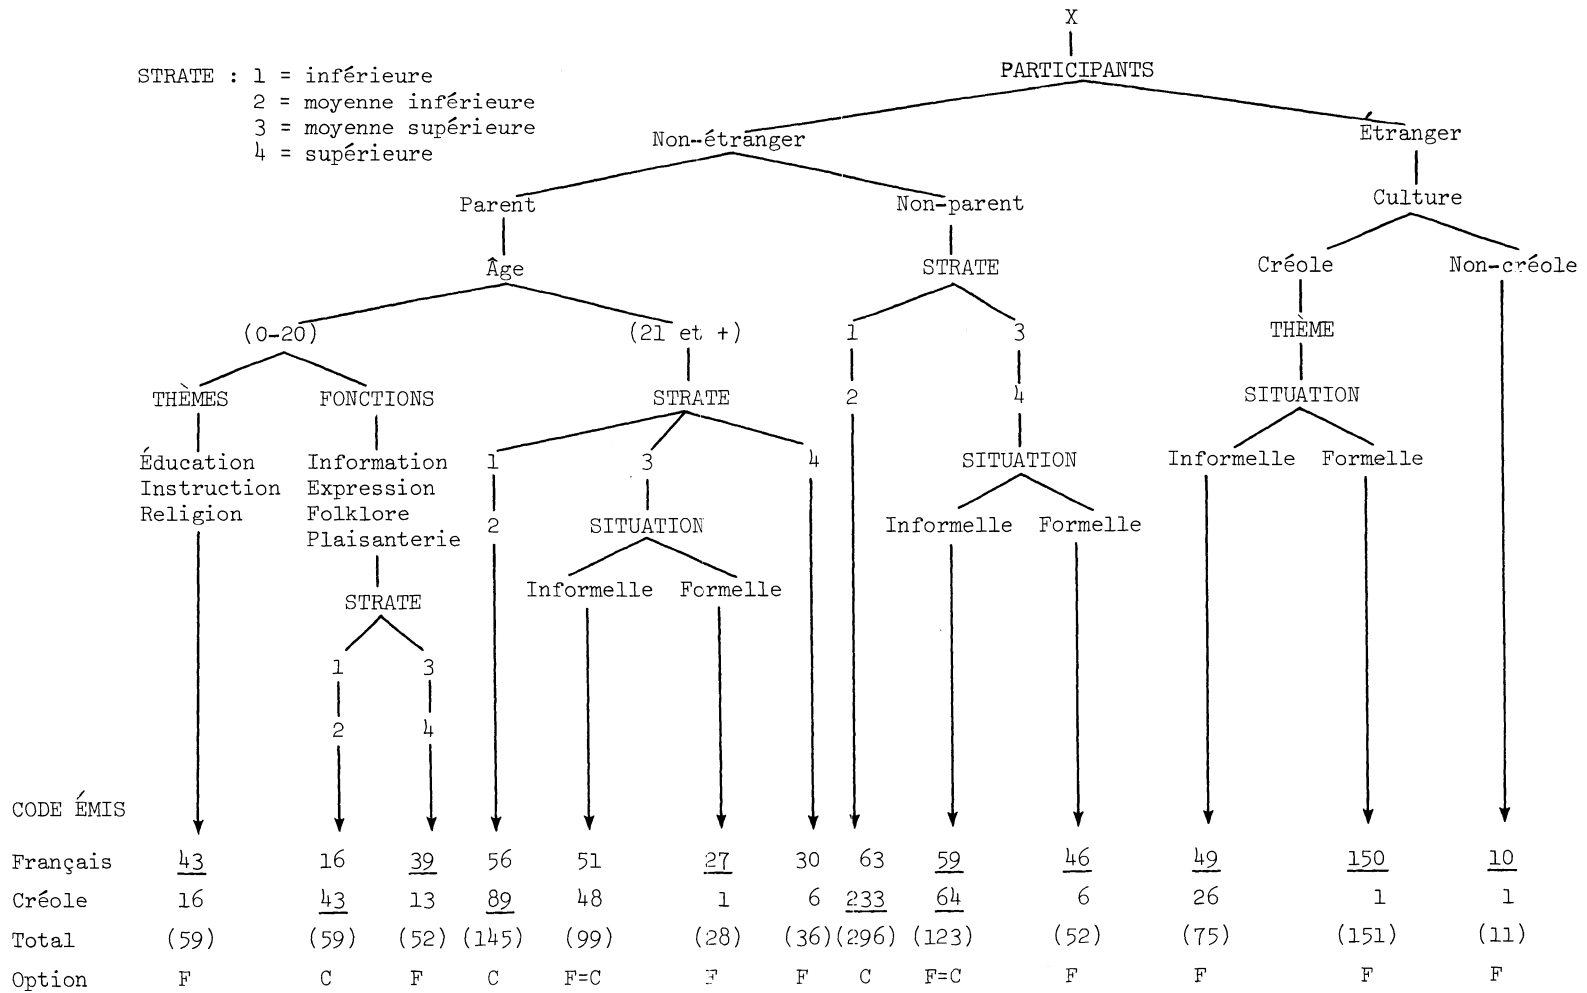 X
PARTICIPANTS
STRATE : 1 = inférieure
2 = moyenne inférieure
3 = moyenne supérieure
4 = supérieure
Non-étranger Étranger
Parent Non-parent Culture
Âge STRATE Créole Non-créole
(0-20) (21 et +) 1 3 THÈME
THÈMES FONCTIONS STRATE 2 4 SITUATION
Éducation Information 1 3 4 SITUATION Informelle Formelle
Instruction Expression
Religion Folklore 2 SITUATION Informelle Formelle
Plaisanterie
Informelle Formelle
STRATE
1 3
2 4
CODE ÉMIS
Français 43 16 39 56 51 27 30 63 59 46 49 150 10
Créole 16 43 13 89 48 1 6 233 64 6 26 1 1
Total (59) (59) (52) (145) (99) (28) (36) (296) (123) (52) (75) (151) (11)
Option F C F C F=C F F C F=C F F F F